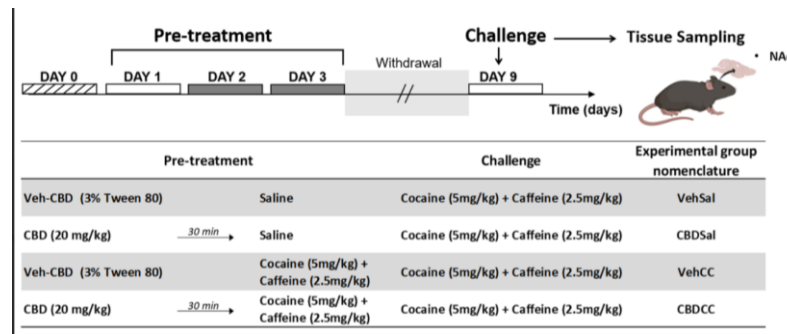 Pre-treatment
Challenge
Tissue Sampling
• NA
Withdrawal
DAY 0
DAY 1
DAY 2
DAY 3
DAY 9
Time (days)
Pre-treatment
Challenge
Experimental group
nomenclature
Veh-CBD (3% Tween 80)
Saline
Cocaine (5mg/kg) + Caffeine (2.5mg/kg)
VehSal
CBD (20 mg/kg)
30 min
Saline
Cocaine (5mg/kg) + Caffeine (2.5mg/kg)
CBDSal
Veh-CBD (3% Tween 80)
Cocaine (5mg/kg) +
Caffeine (2.5mg/kg)
Cocaine (5mg/kg) + Caffeine (2.5mg/kg)
VehCC
CBD (20 mg/kg)
30 min
Cocaine (5mg/kg) +
Caffeine (2.5mg/kg)
Cocaine (5mg/kg) + Caffeine (2.5mg/kg)
CBDCC